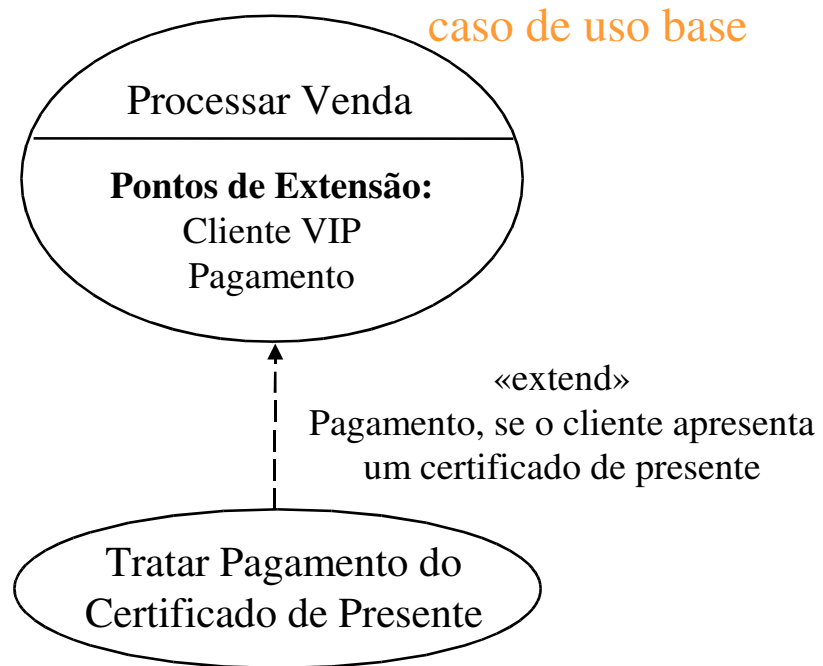 caso de uso base
Processar Venda
Pontos de Extensão:
Cliente VIP
Pagamento
«extend»
Pagamento, se o cliente apresenta
um certificado de presente
Tratar Pagamento do
Certificado de Presente